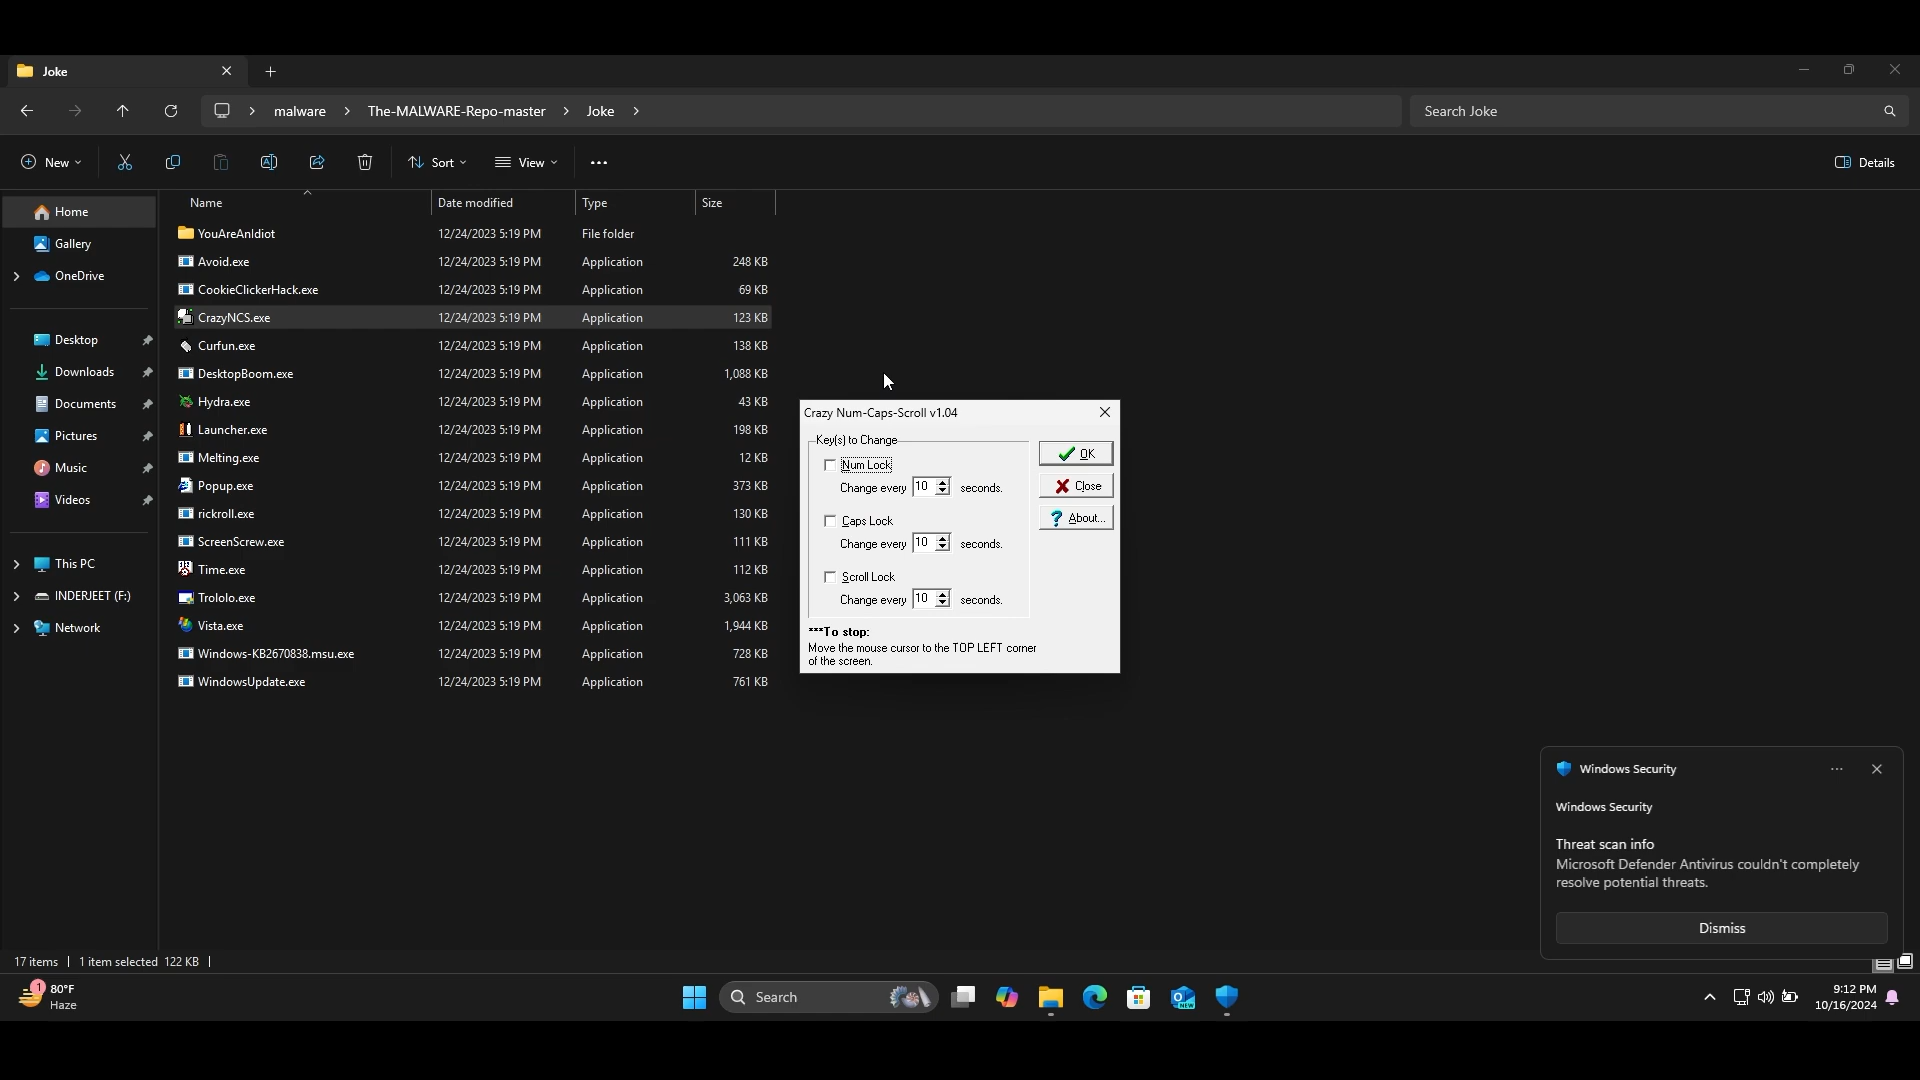 Joke
malware > The-MALWARE-Repo-master > Joke >
Search Joke
New
Sort
View
Details
Home
Gallery
OneDrive
Desktop
Downloads
Documents
Pictures
Music
Videos
This PC
INDERJEET (F:)
Network
Name Date modified Type Size
YouAreAnIdiot 12/24/2023 5:19 PM File folder
Avoid.exe 12/24/2023 5:19 PM Application 248 KB
CookieClickerHack.exe 12/24/2023 5:19 PM Application 69 KB
CrazyNCS.exe 12/24/2023 5:19 PM Application 123 KB
Curfun.exe 12/24/2023 5:19 PM Application 138 KB
DesktopBoom.exe 12/24/2023 5:19 PM Application 1,088 KB
Hydra.exe 12/24/2023 5:19 PM Application 43 KB
Launcher.exe 12/24/2023 5:19 PM Application 198 KB
Melting.exe 12/24/2023 5:19 PM Application 12 KB
Popup.exe 12/24/2023 5:19 PM Application 373 KB
rickroll.exe 12/24/2023 5:19 PM Application 130 KB
ScreenScrew.exe 12/24/2023 5:19 PM Application 111 KB
Time.exe 12/24/2023 5:19 PM Application 112 KB
Trololo.exe 12/24/2023 5:19 PM Application 3,063 KB
Vista.exe 12/24/2023 5:19 PM Application 1,944 KB
Windows-KB2670838.msu.exe 12/24/2023 5:19 PM Application 728 KB
WindowsUpdate.exe 12/24/2023 5:19 PM Application 761 KB
Crazy Num-Caps-Scroll v1.04
Key(s) to Change
Num Lock
Change every 10 seconds.
Caps Lock
Change every 10 seconds.
Scroll Lock
Change every 10 seconds.
OK
Close
About...
***To stop:
Move the mouse cursor to the TOP LEFT corner
of the screen.
Windows Security
Windows Security
Threat scan info
Microsoft Defender Antivirus couldn't completely
resolve potential threats.
Dismiss
17 items | 1 item selected 122 KB |
1
80°F
Haze
Search
NEW
9:12 PM
10/16/2024